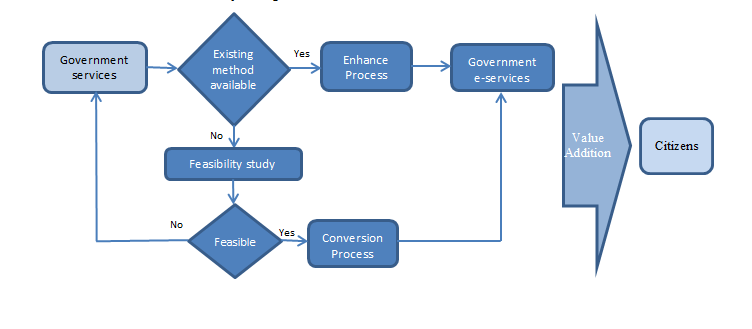 Government
services
Existing
method
available
Yes
Enhance
Process
Government
e-services
No
Feasibility study
No
Feasible
Yes
Conversion
Process
Value
Addition
Citizens